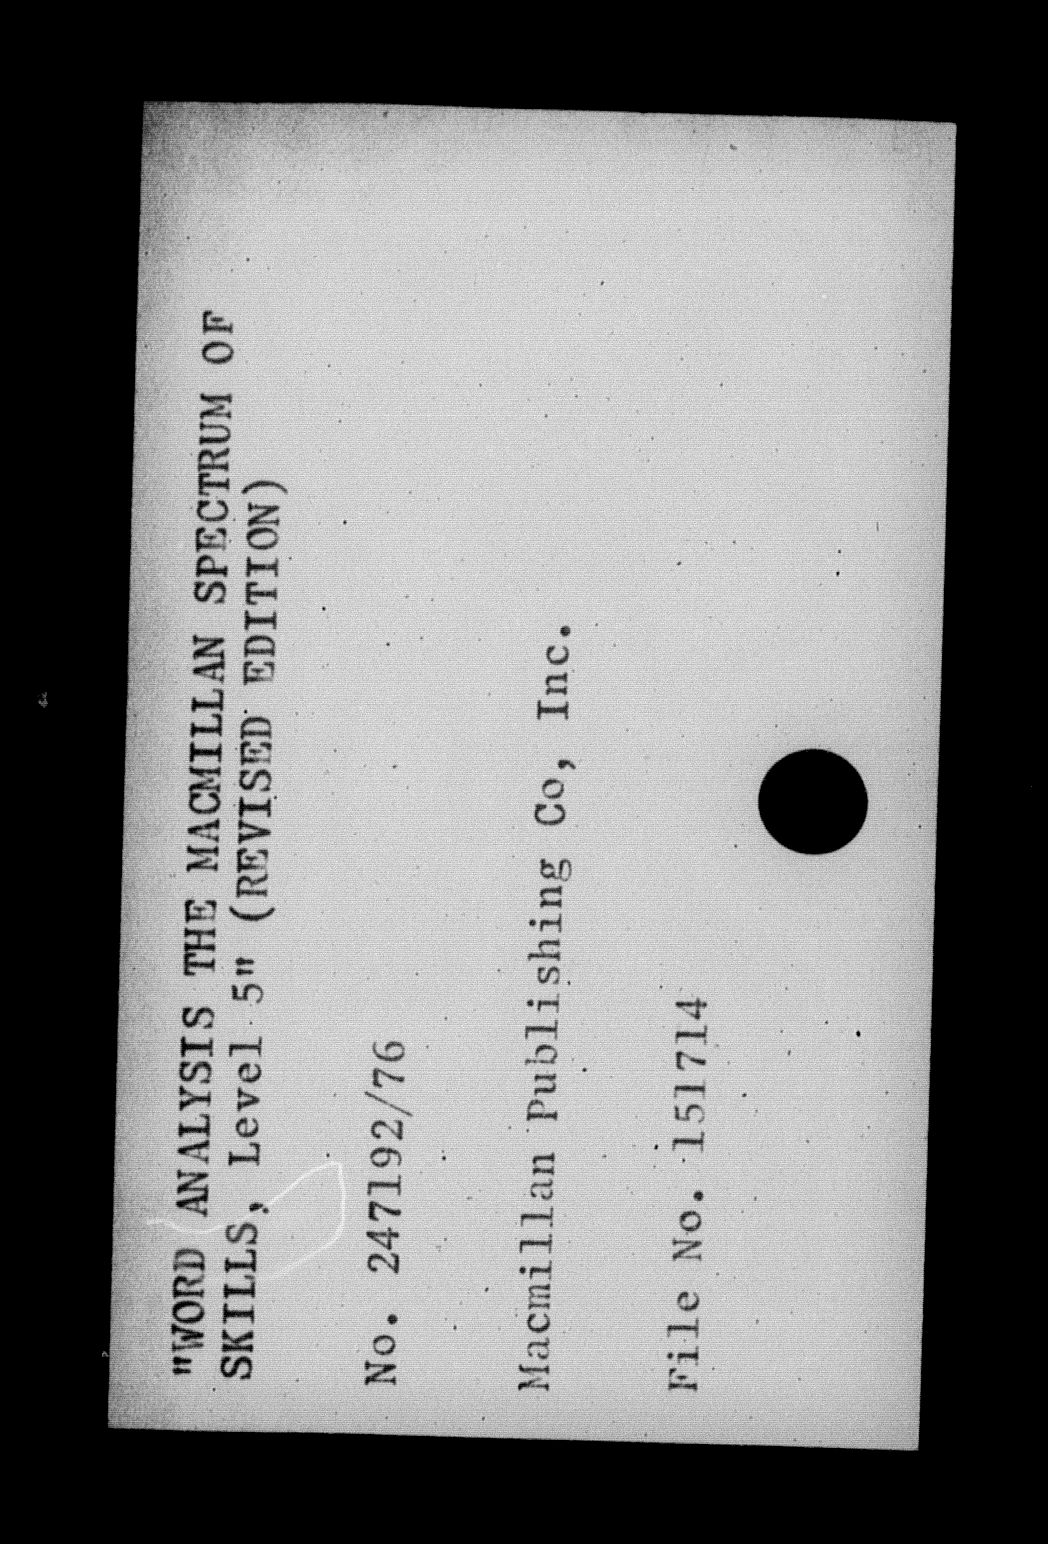 "WORD ANALYSIS THE MACMILLAN SPECTRUM OF
SKILLS, Level 5" (REVISED EDITION)
No. 247192/76
Macmillan Publishing Co, Inc.
File No. 151714